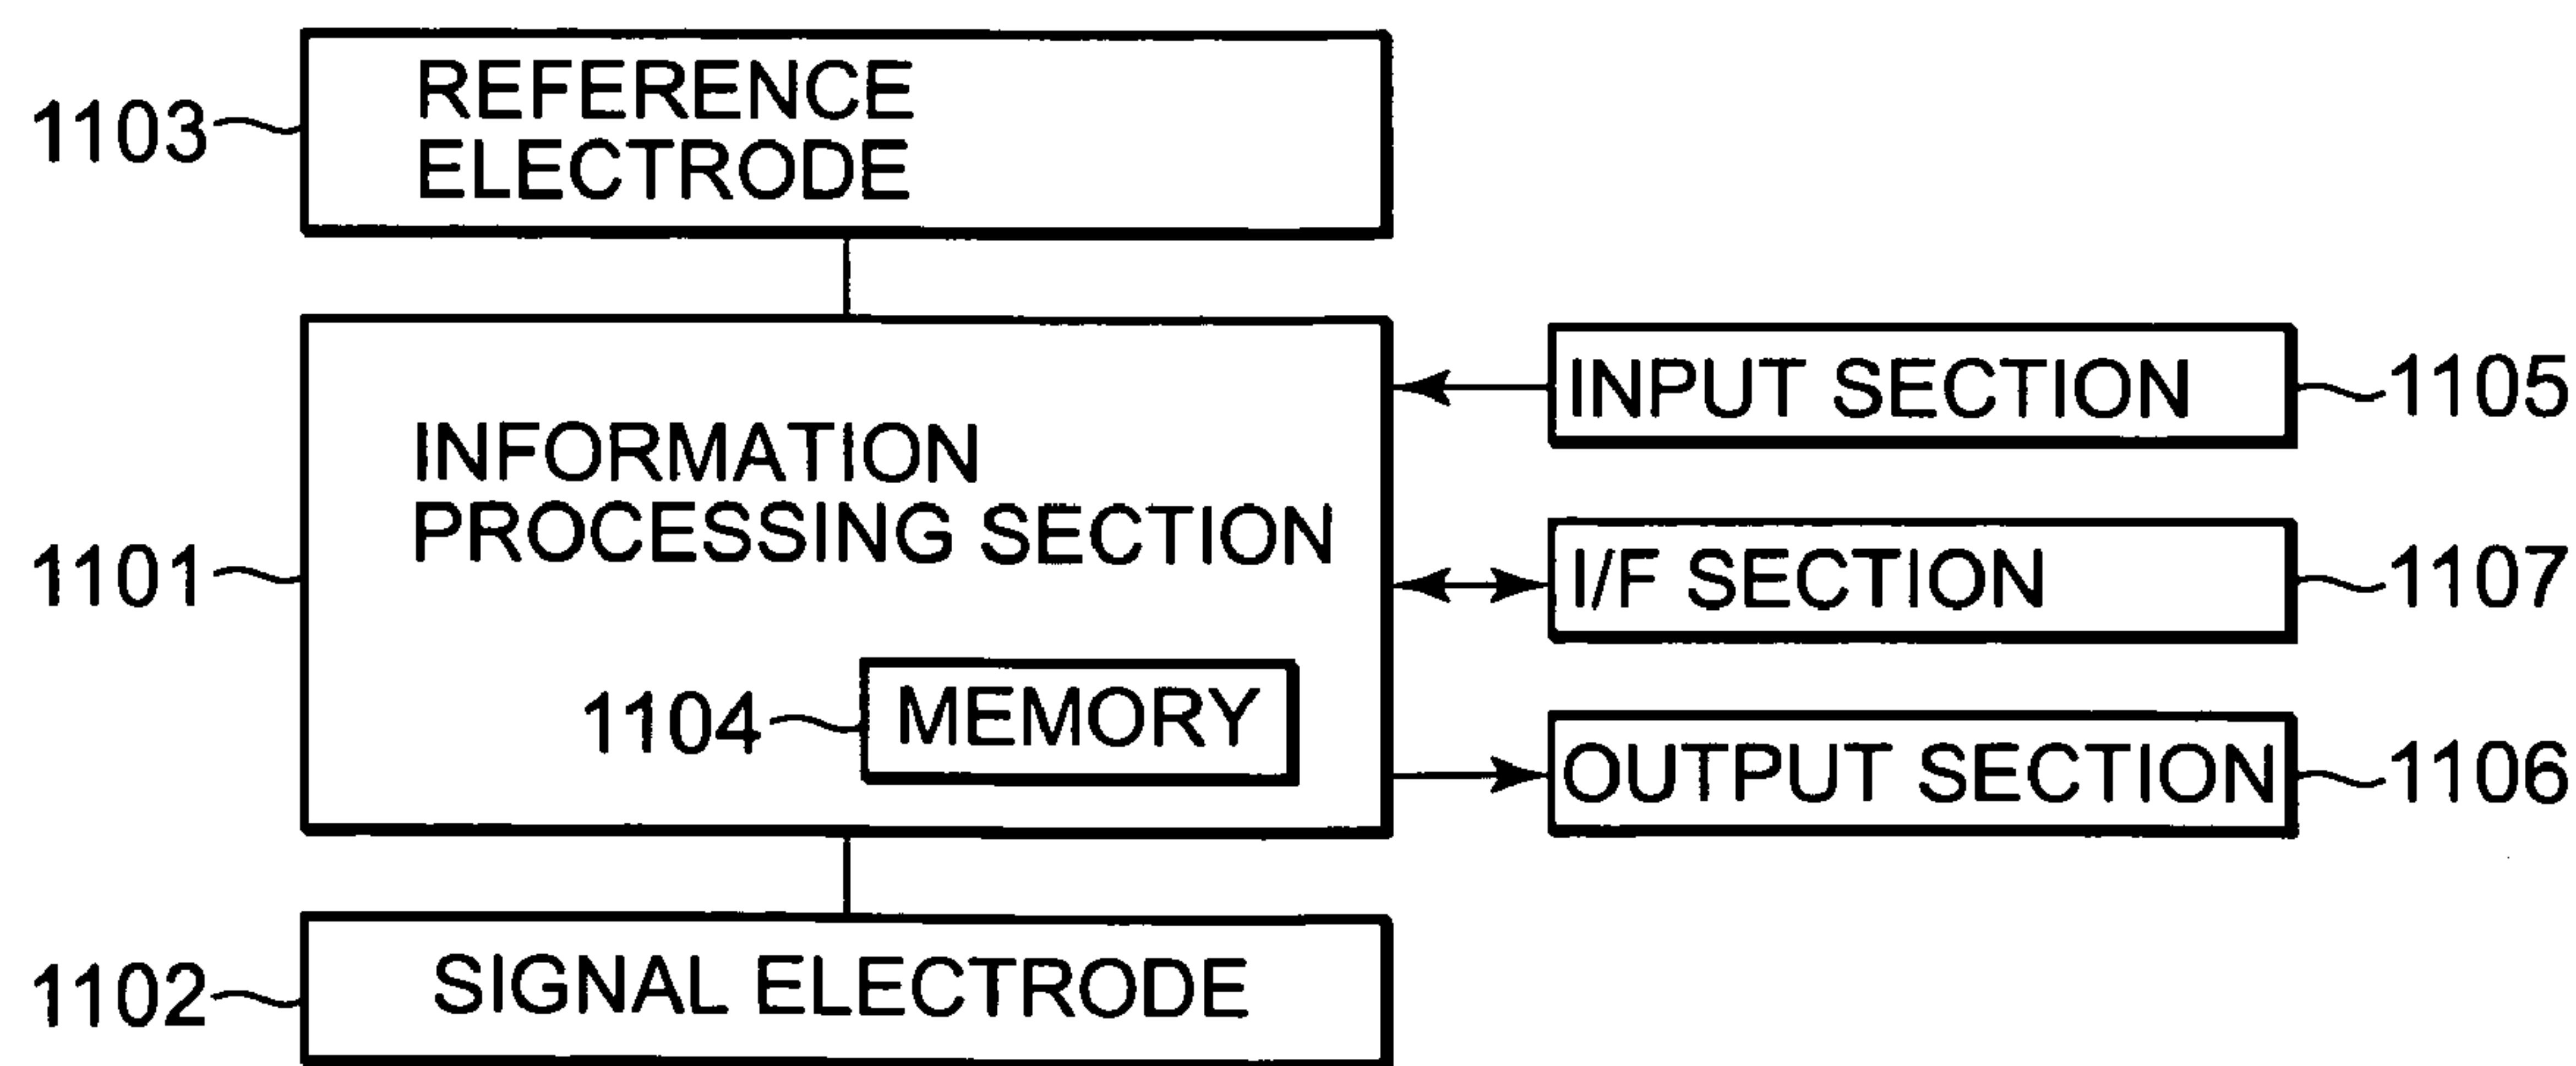 REFERENCE
ELECTRODE
1103
INFORMATION
PROCESSING SECTION
1101
1104
MEMORY
INPUT SECTION
1105
I/F SECTION
1107
OUTPUT SECTION
1106
1102
SIGNAL ELECTRODE